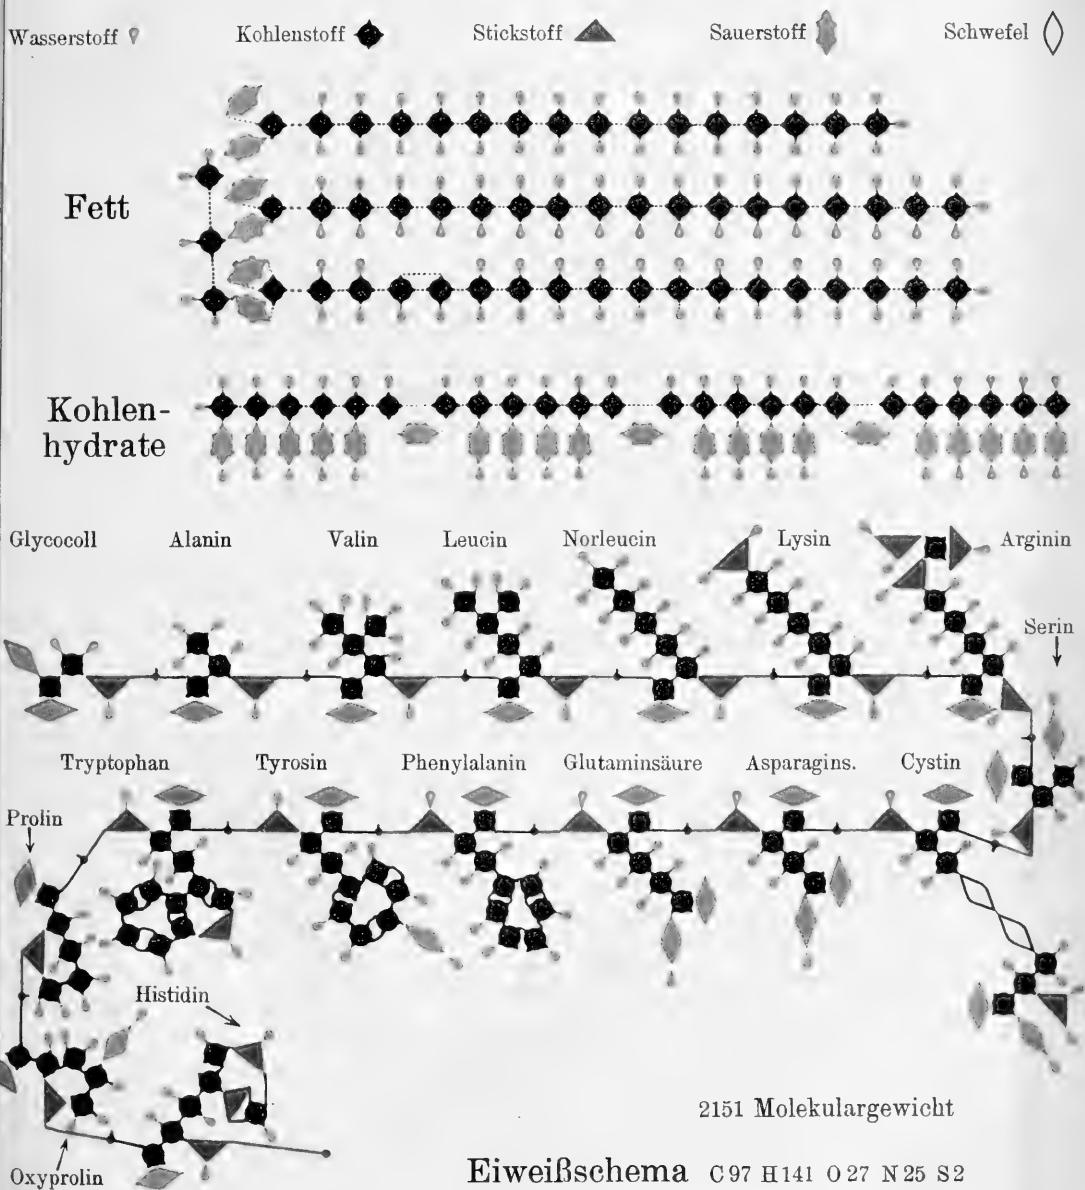 Wasserstoff Kohlenstoff Stickstoff Sauerstoff Schwefel
Fett
Kohlen-
hydrate
Glycocoll Alanin Valin Leucin Norleucin Lysin Arginin
Serin
Tryptophan Tyrosin Phenylalanin Glutaminsäure Asparagins. Cystin
Prolin
Histidin
2151 Molekulargewicht
Oxyprolin
Eiweißschema C 97 H 141 O 27 N 25 S 2